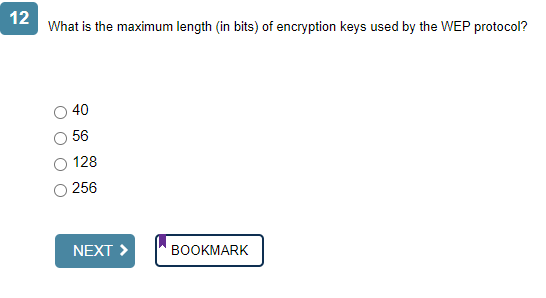 12
What is the maximum length (in bits) of encryption keys used by the WEP protocol?
40
56
128
256
NEXT >
BOOKMARK